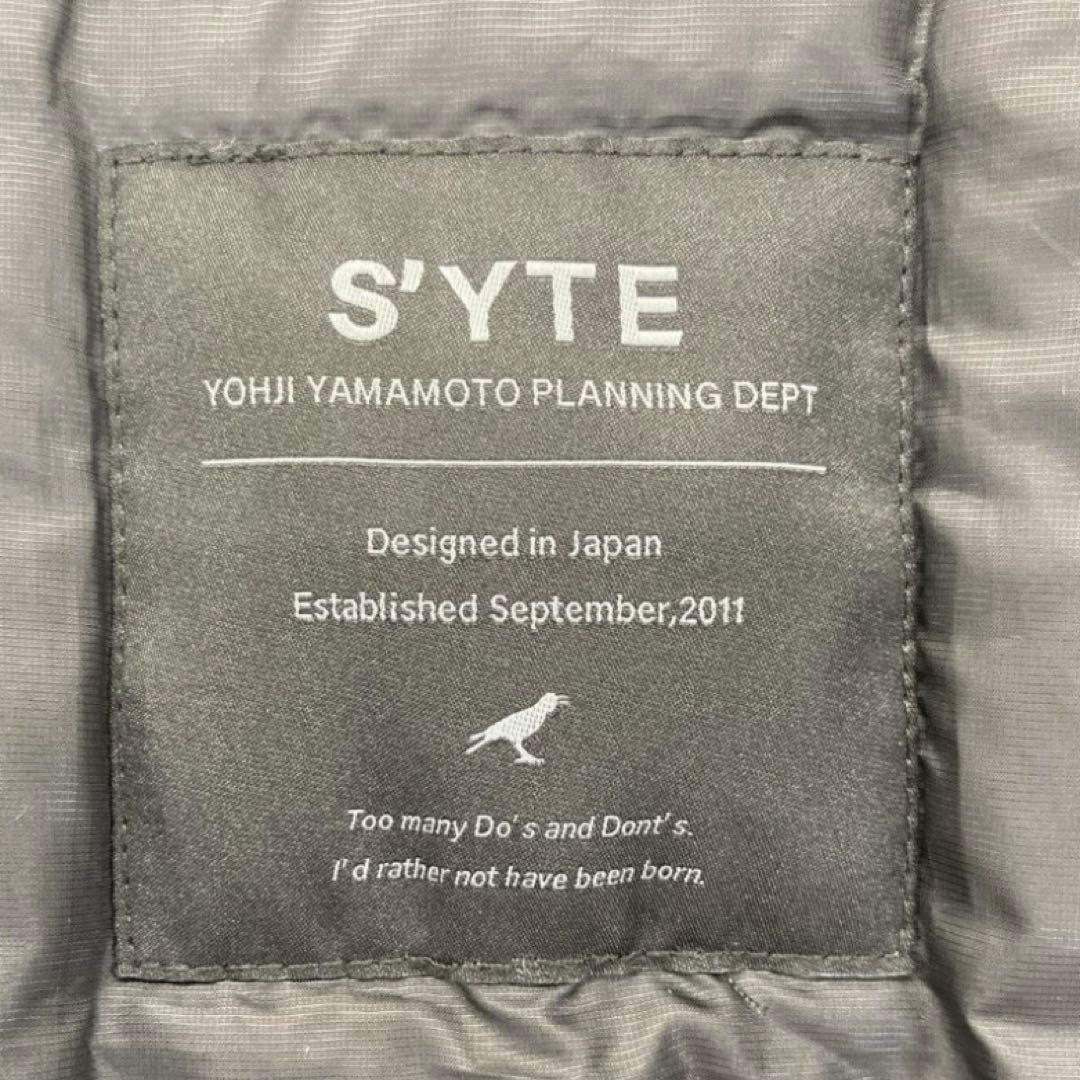 S'YTE
YOHJI YAMAMOTO PLANNING DEPT
Designed in Japan
Established September,2011
Too many Do's and Dont's.
I'd rather not have been born.